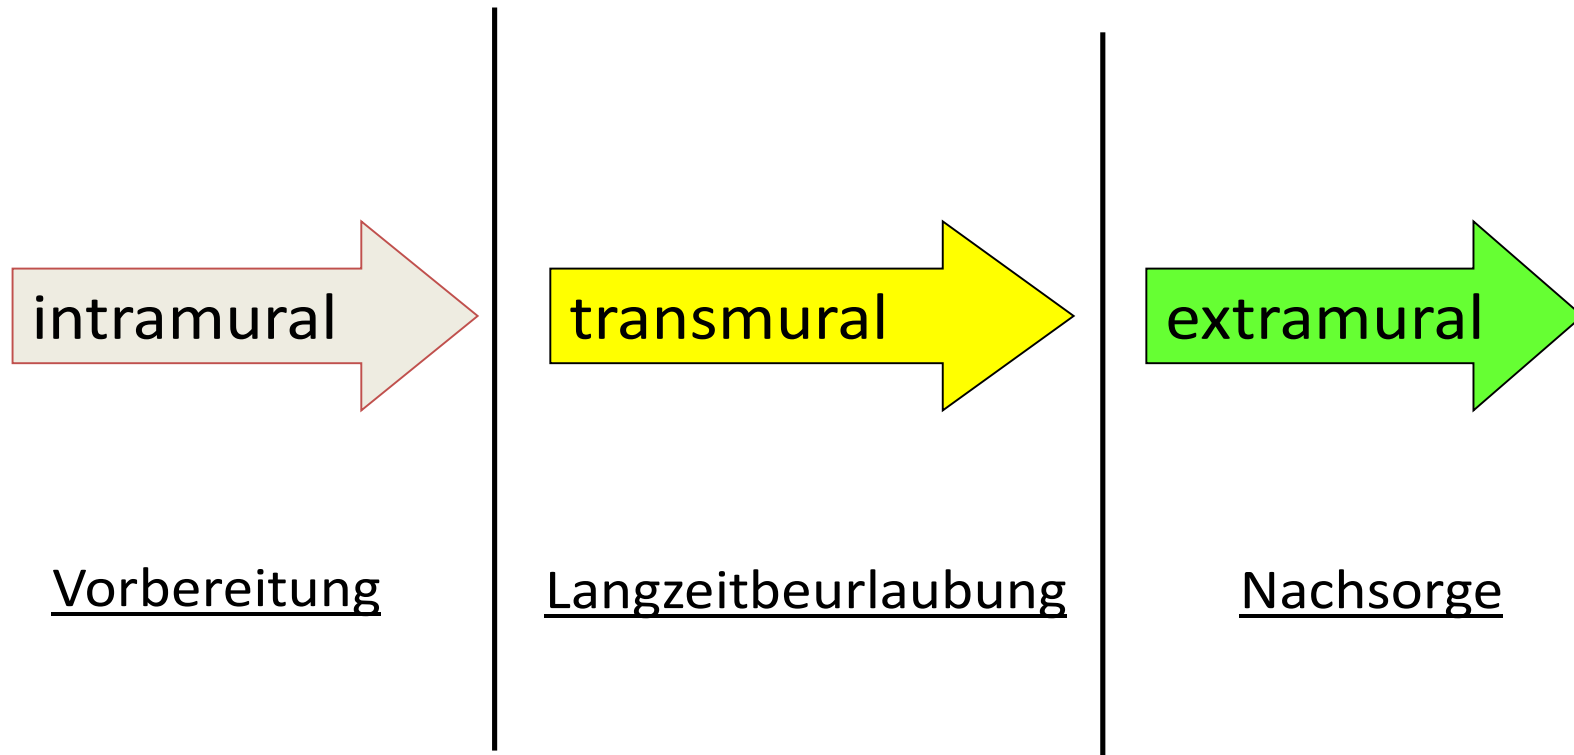 intramural
transmural
extramural
Vorbereitung
Langzeitbeurlaubung
Nachsorge